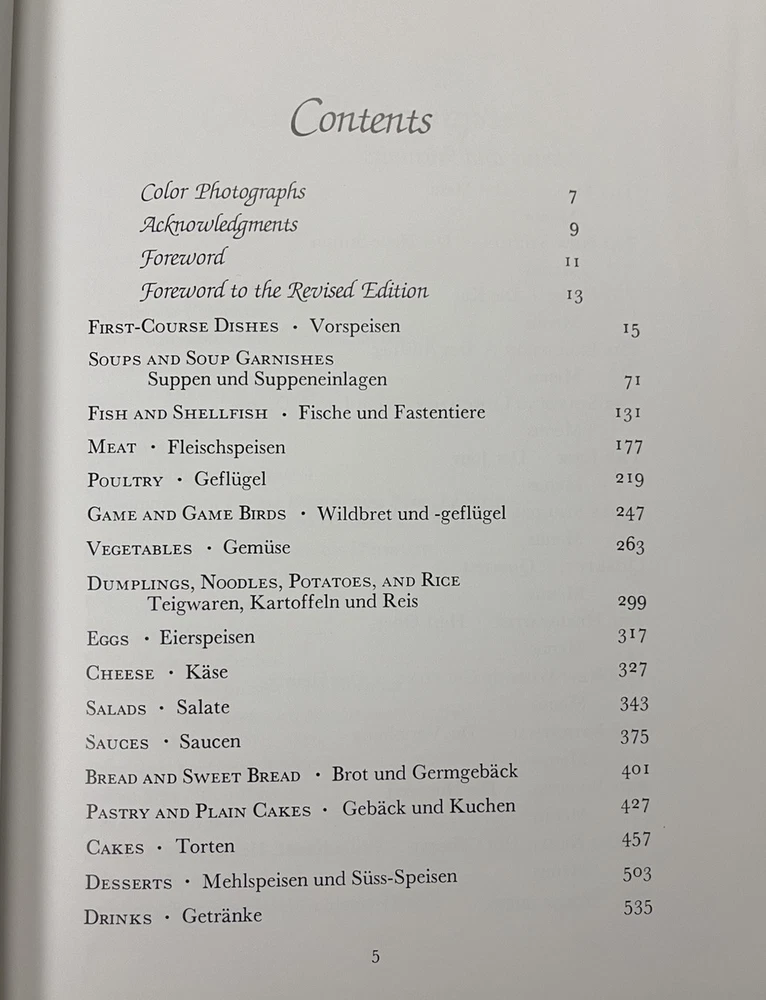 Contents
Color Photographs 7
Acknowledgments 9
Foreword 11
Foreword to the Revised Edition 13
First-Course Dishes · Vorspeisen 15
Soups and Soup Garnishes
Suppen und Suppeneinlagen 71
Fish and Shellfish · Fische und Fastentiere 131
Meat · Fleischspeisen 177
Poultry · Geflügel 219
Game and Game Birds · Wildbret und -geflügel 247
Vegetables · Gemüse 263
Dumplings, Noodles, Potatoes, and Rice
Teigwaren, Kartoffeln und Reis 299
Eggs · Eierspeisen 317
Cheese · Käse 327
Salads · Salate 343
Sauces · Saucen 375
Bread and Sweet Bread · Brot und Germgebäck 401
Pastry and Plain Cakes · Gebäck und Kuchen 427
Cakes · Torten 457
Desserts · Mehlspeisen und Süss-Speisen 503
Drinks · Getränke 535
5